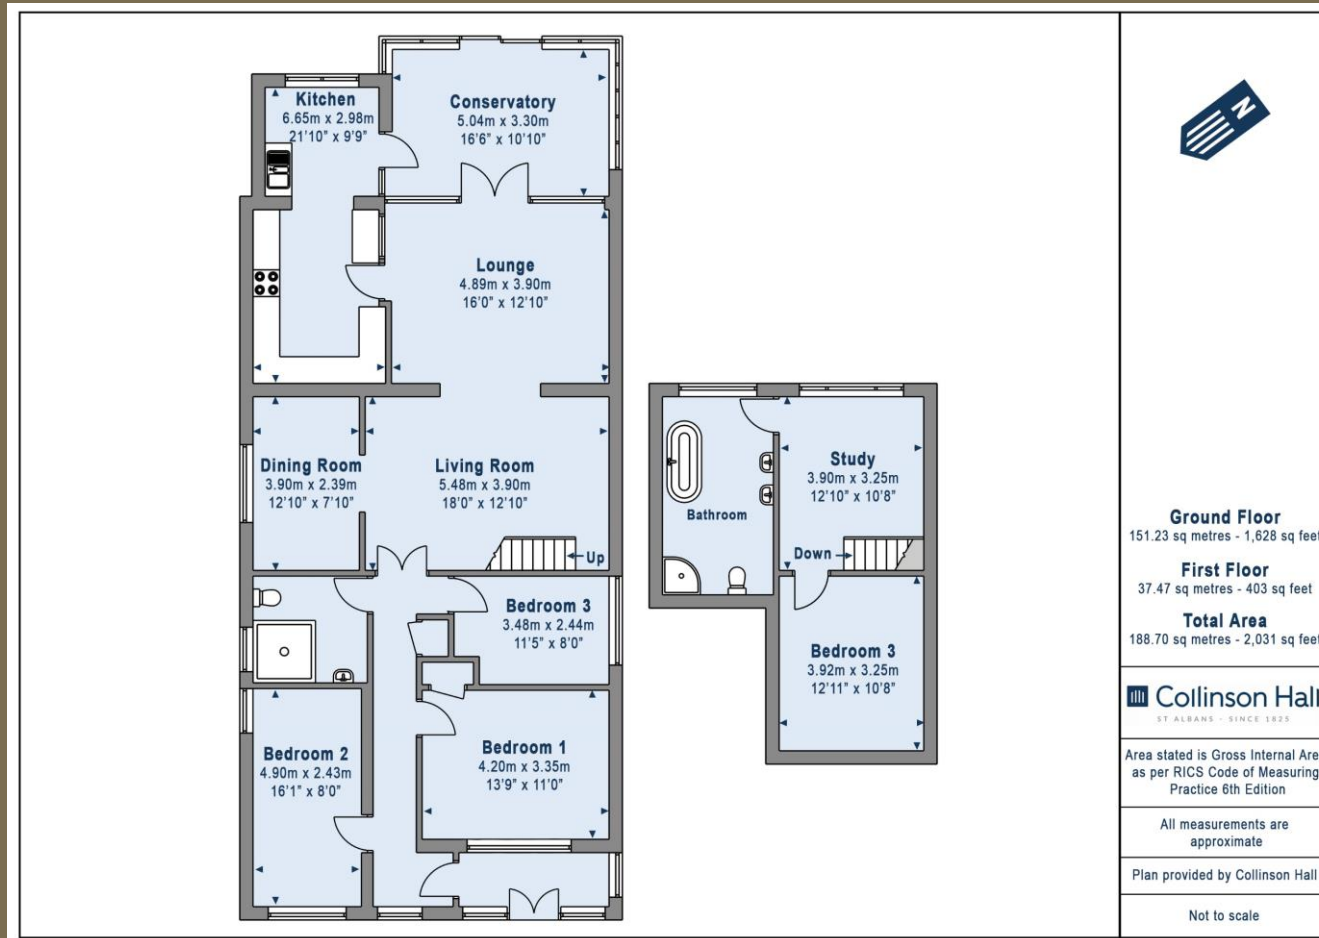 Kitchen
6.65m x 2.98m
21'10" x 9'9"
Conservatory
5.04m x 3.30m
16'6" x 10'10"
N
Lounge
4.89m x 3.90m
16'0" x 12'10"
Dining Room
3.90m x 2.39m
12'10" x 7'10"
Living Room
5.48m x 3.90m
18'0" x 12'10"
Up
Bedroom 3
3.48m x 2.44m
11'5" x 8'0"
Bedroom 2
4.90m x 2.43m
16'1" x 8'0"
Bedroom 1
4.20m x 3.35m
13'9" x 11'0"
Study
3.90m x 3.25m
12'10" x 10'8"
Bathroom
Down
Bedroom 3
3.92m x 3.25m
12'11" x 10'8"
Ground Floor
151.23 sq metres - 1,628 sq feet
First Floor
37.47 sq metres - 403 sq feet
Total Area
188.70 sq metres - 2,031 sq feet
Collinson Hall
ST ALBANS - SINCE 1825
Area stated is Gross Internal Are
as per RICS Code of Measuring
Practice 6th Edition
All measurements are
approximate
Plan provided by Collinson Hall
Not to scale